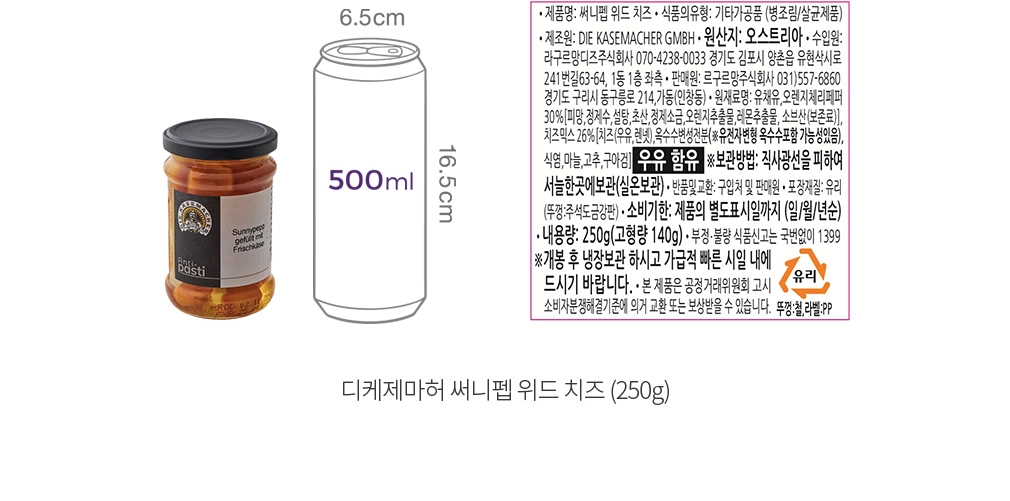 6.5cm
500ml
16.5cm
DIE KASEMACHER
Sunnypepp
gefüllt mit
Frischkäse
Anti-
pasti
• 제품명: 써니펩 위드 치즈 • 식품의유형: 기타가공품 (병조림/살균제품)
• 제조원: DIE KASEMACHER GMBH • 원산지: 오스트리아 • 수입원:
라구르망디즈주식회사 070-4238-0033 경기도 김포시 양촌읍 유현삭시로
241번길63-64, 1동 1층 좌측 • 판매원: 르구르망주식회사 031)557-6860
경기도 구리시 동구릉로 214,가동(인창동) • 원재료명: 유채유,오렌지체리페퍼
30%[피망,정제수,설탕,초산,정제소금,오렌지추출물,레몬추출물, 소브산(보존료)],
치즈믹스 26%[치즈(우유,렌넷),옥수수변성전분(※유전자변형 옥수수포함 가능성있음),
식염,마늘,고추,구아검] 우유 함유 ※보관방법: 직사광선을 피하여
서늘한곳에보관(실온보관) • 반품및교환: 구입처 및 판매원 • 포장재질: 유리
(뚜껑:주석도금강판) • 소비기한: 제품의 별도표시일까지 (일/월/년순)
• 내용량: 250g(고형량 140g) • 부정·불량 식품신고는 국번없이 1399
※개봉 후 냉장보관 하시고 가급적 빠른 시일 내에
드시기 바랍니다. • 본 제품은 공정거래위원회 고시
소비자분쟁해결기준에 의거 교환 또는 보상받을 수 있습니다.
유리
뚜껑:철,라벨:PP
디케제마허 써니펩 위드 치즈 (250g)